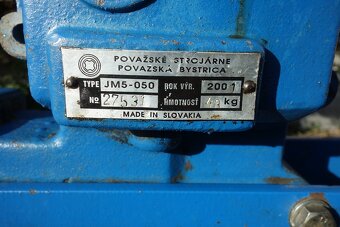 POVAŽSKÉ STROJÁRNE
POVAŽSKÁ BYSTRICA
TYPE JM5-050 ROK VÝR. 2001
No HMOTNOSŤ kg
MADE IN SLOVAKIA